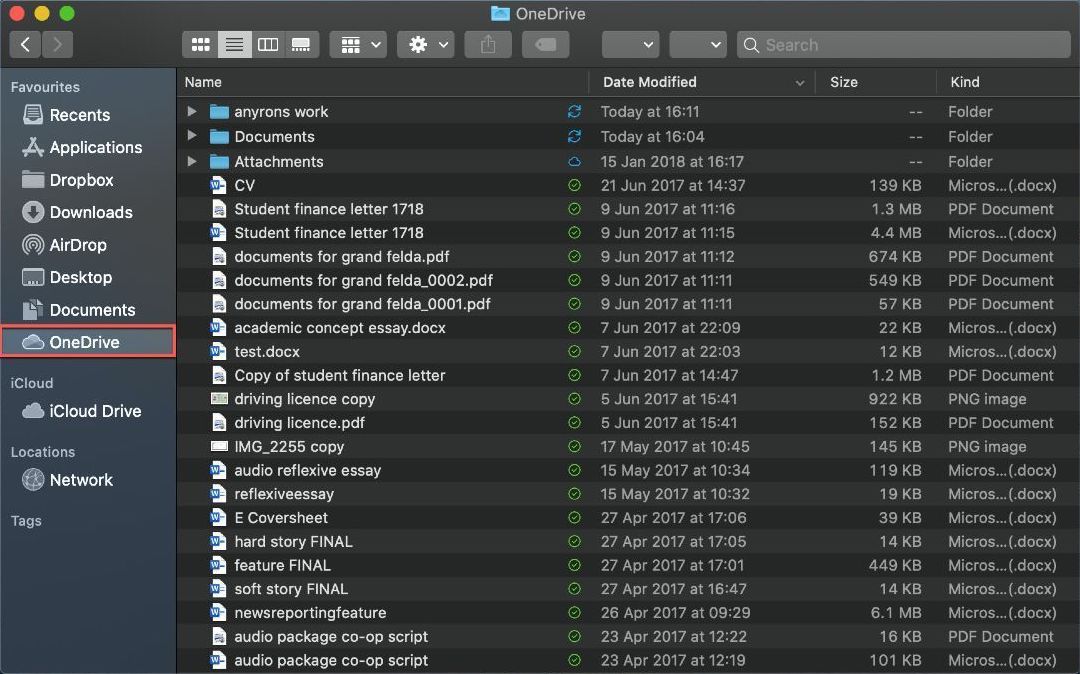 OneDrive
Search
Favourites
Recents
Applications
Dropbox
Downloads
AirDrop
Desktop
Documents
OneDrive
iCloud
iCloud Drive
Locations
Network
Tags
Name Date Modified Size Kind
anyrons work Today at 16:11 -- Folder
Documents Today at 16:04 -- Folder
Attachments 15 Jan 2018 at 16:17 -- Folder
CV 21 Jun 2017 at 14:37 139 KB Micros...(.docx)
Student finance letter 1718 9 Jun 2017 at 11:16 1.3 MB PDF Document
Student finance letter 1718 9 Jun 2017 at 11:15 4.4 MB Micros...(.docx)
documents for grand felda.pdf 9 Jun 2017 at 11:12 674 KB PDF Document
documents for grand felda_0002.pdf 9 Jun 2017 at 11:11 549 KB PDF Document
documents for grand felda_0001.pdf 9 Jun 2017 at 11:11 57 KB PDF Document
academic concept essay.docx 7 Jun 2017 at 22:09 22 KB Micros...(.docx)
test.docx 7 Jun 2017 at 22:03 12 KB Micros...(.docx)
Copy of student finance letter 7 Jun 2017 at 14:47 1.2 MB PDF Document
driving licence copy 5 Jun 2017 at 15:41 922 KB PNG image
driving licence.pdf 5 Jun 2017 at 15:41 152 KB PDF Document
IMG_2255 copy 17 May 2017 at 10:45 145 KB PNG image
audio reflexive essay 15 May 2017 at 10:34 119 KB Micros...(.docx)
reflexiveessay 15 May 2017 at 10:32 19 KB Micros...(.docx)
E Coversheet 27 Apr 2017 at 17:06 39 KB Micros...(.docx)
hard story FINAL 27 Apr 2017 at 17:05 14 KB Micros...(.docx)
feature FINAL 27 Apr 2017 at 17:01 449 KB Micros...(.docx)
soft story FINAL 27 Apr 2017 at 16:47 14 KB Micros...(.docx)
newsreportingfeature 26 Apr 2017 at 09:29 6.1 MB Micros...(.docx)
audio package co-op script 23 Apr 2017 at 12:22 16 KB PDF Document
audio package co-op script 23 Apr 2017 at 12:19 101 KB Micros...(.docx)